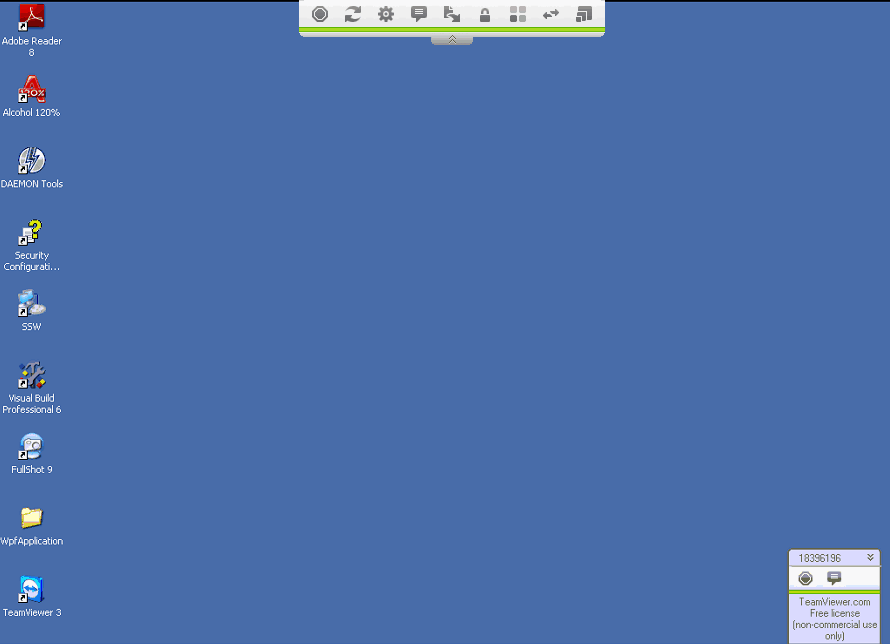 Adobe Reader
8
120%
Alcohol 120%
DAEMON Tools
Security
Configurati...
SSW
Visual Build
Professional 6
FullShot 9
WpfApplication
TeamViewer 3
18396196
TeamViewer.com
Free license
(non-commercial use
only)